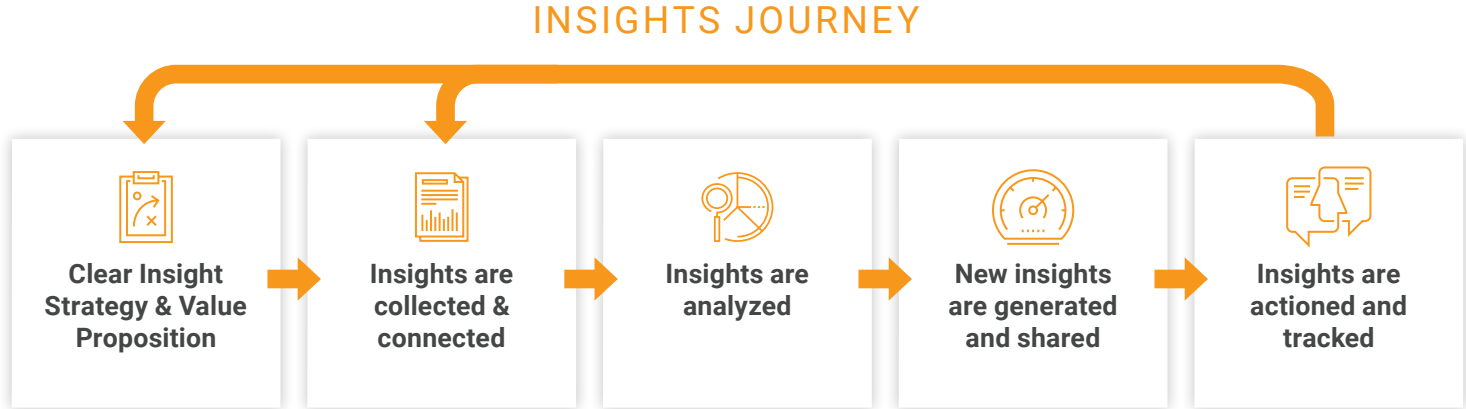 INSIGHTS JOURNEY
Clear Insight
Strategy & Value
Proposition
Insights are
collected &
connected
Insights are
analyzed
New insights
are generated
and shared
Insights are
actioned and
tracked